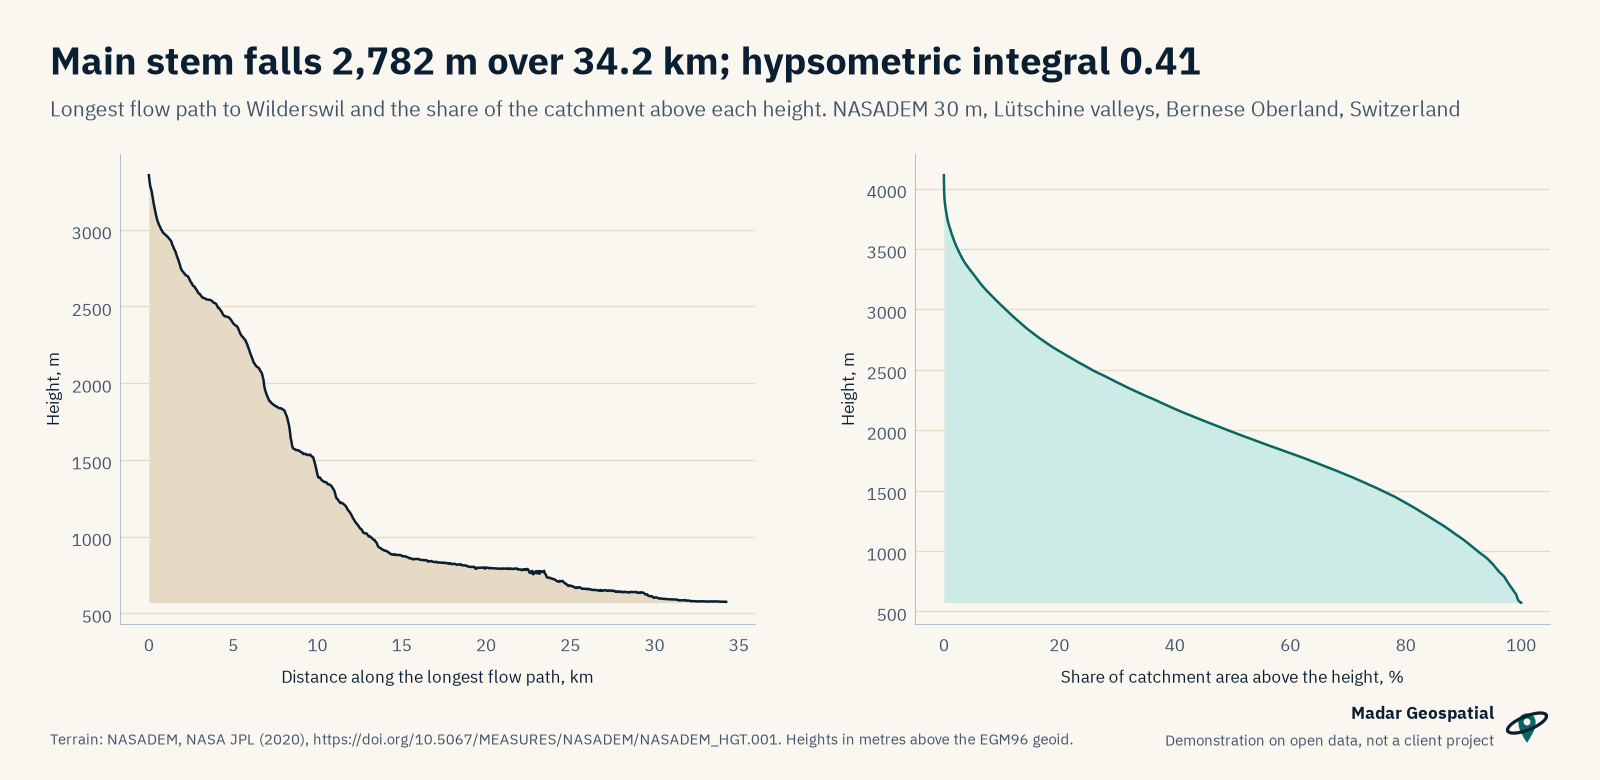 Main stem falls 2,782 m over 34.2 km; hypsometric integral 0.41
Longest flow path to Wilderswil and the share of the catchment above each height. NASADEM 30 m, Lütschine valleys, Bernese Oberland, Switzerland
Height, m
3000
2500
2000
1500
1000
500
0 5 10 15 20 25 30 35
Distance along the longest flow path, km
Height, m
4000
3500
3000
2500
2000
1500
1000
500
0 20 40 60 80 100
Share of catchment area above the height, %
Madar Geospatial
Terrain: NASADEM, NASA JPL (2020), https://doi.org/10.5067/MEASURES/NASADEM/NASADEM_HGT.001. Heights in metres above the EGM96 geoid.
Demonstration on open data, not a client project